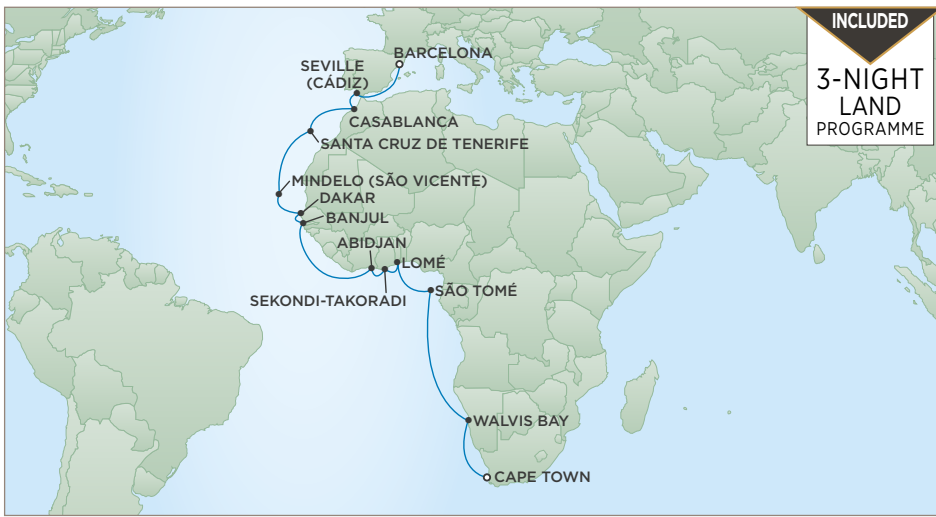 INCLUDED
3-NIGHT
LAND
PROGRAMME
BARCELONA
SEVILLE
(CÁDIZ)
CASABLANCA
SANTA CRUZ DE TENERIFE
MINDELO (SÃO VICENTE)
DAKAR
BANJUL
ABIDJAN
LOMÉ
SEKONDI-TAKORADI
SÃO TOMÉ
WALVIS BAY
CAPE TOWN